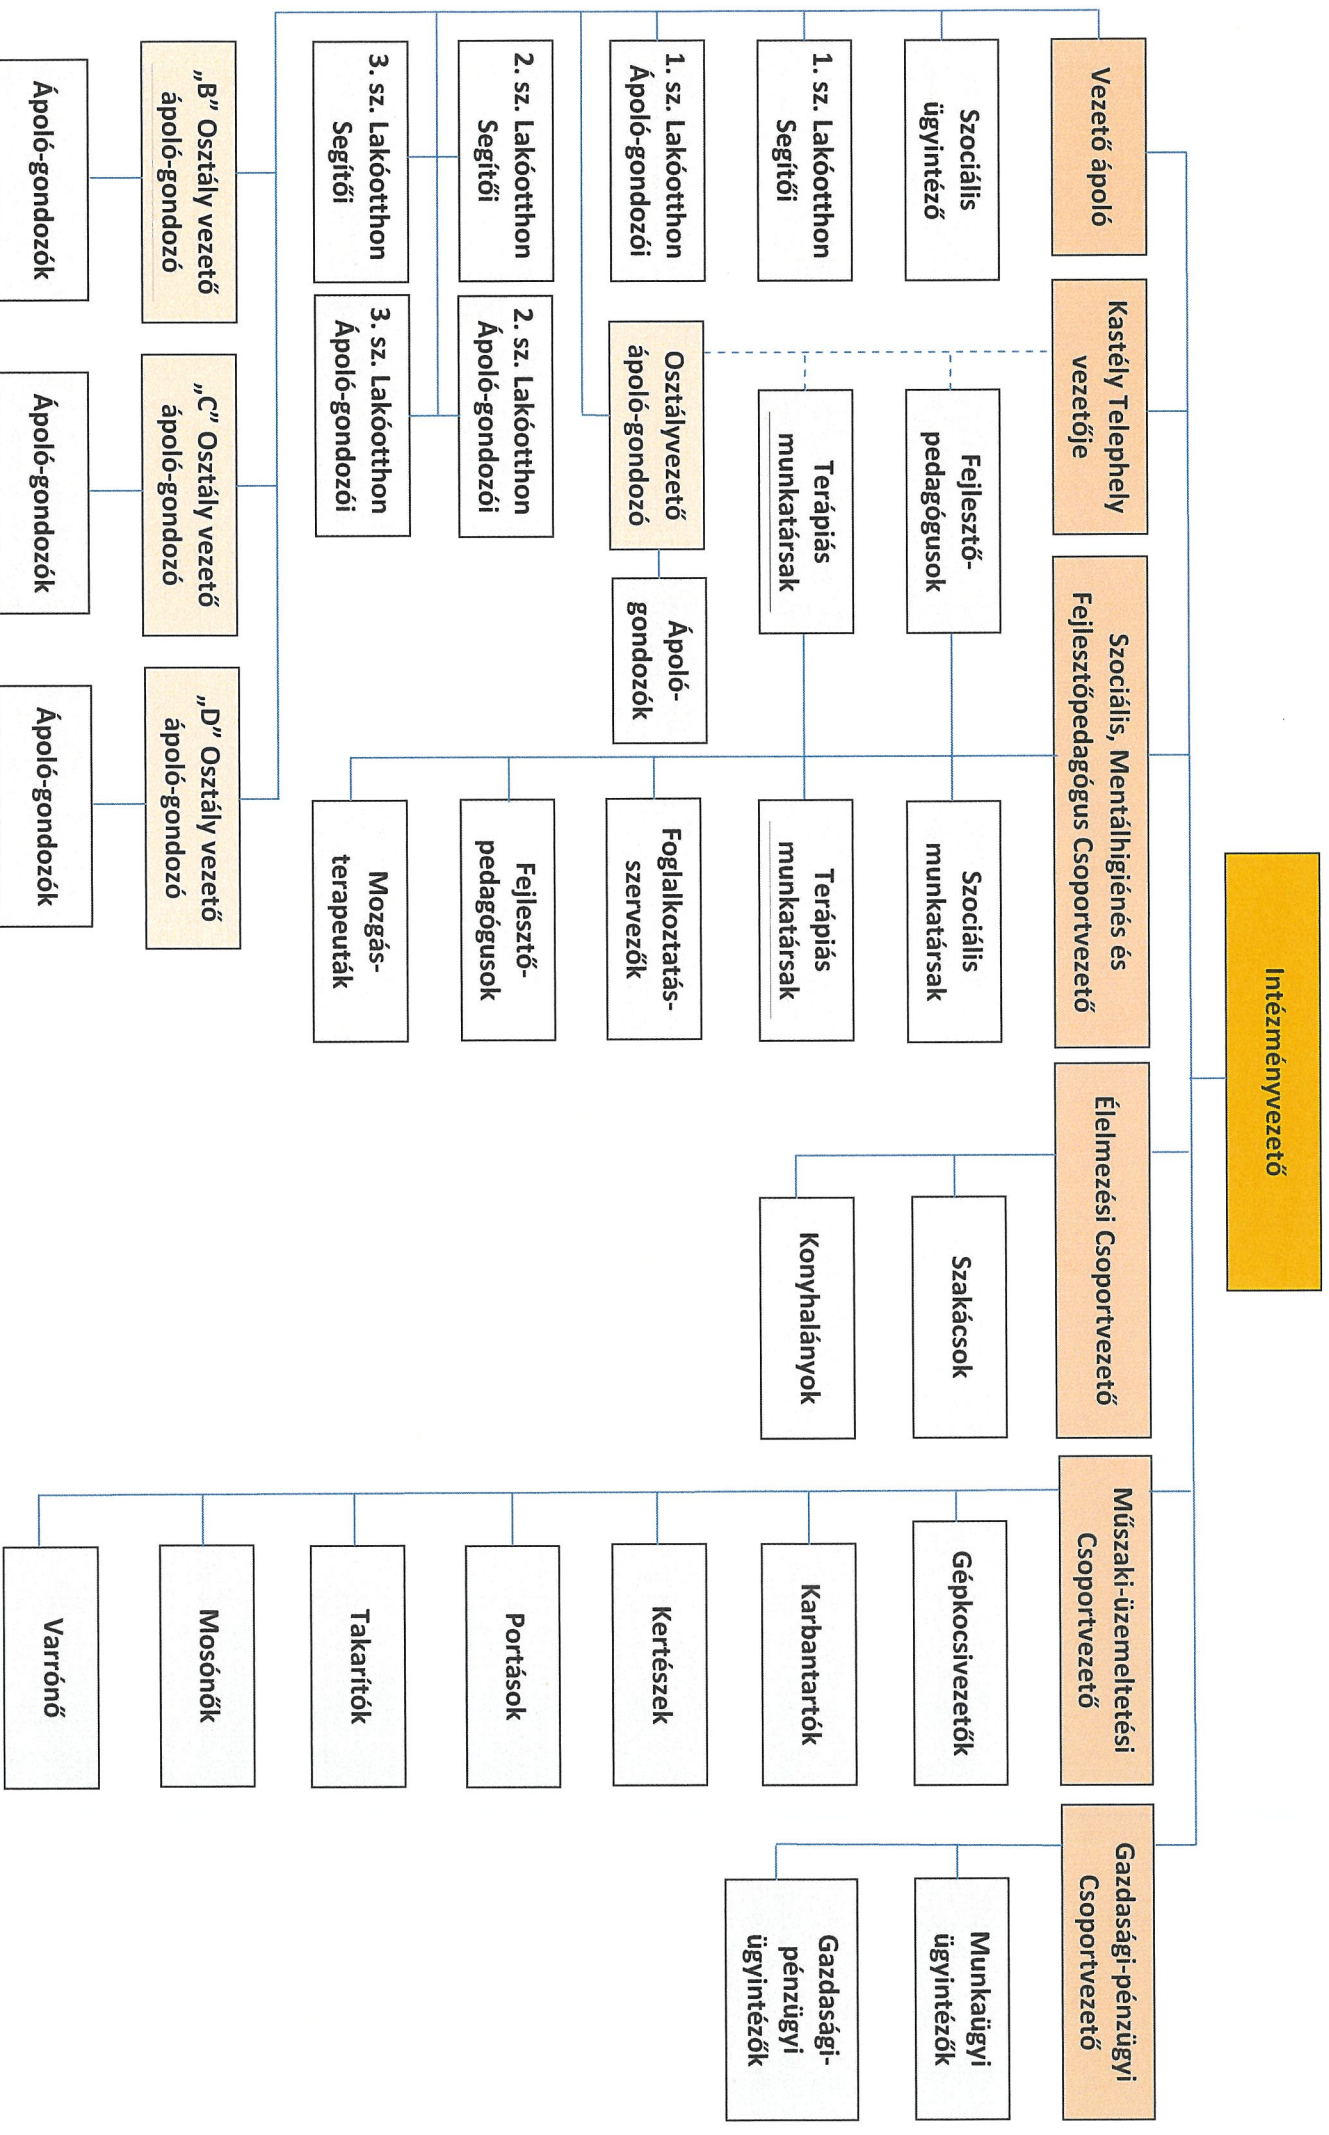 Intézményvezető
Vezető ápoló
Kastély Telephely
vezetője
Szociális, Mentálhigiénés és
Fejlesztőpedagógus Csoportvezető
Élelmezési Csoportvezető
Műszaki-üzemeltetési
Csoportvezető
Gazdasági-pénzügyi
Csoportvezető
Szociális
ügyintéző
Fejlesztő-
pedagógusok
Szociális
munkatársak
Szakácsok
Gépkocsivezetők
Munkaügyi
ügyintézők
1. sz. Lakóotthon
Segítői
Terápiás
munkatársak
Terápiás
munkatársak
Konyhalányok
Karbantartók
Gazdasági-
pénzügyi
ügyintézők
1. sz. Lakóotthon
Ápoló-gondozói
Osztályvezető
ápoló-gondozó
Ápoló-
gondozók
Foglalkoztatás-
szervezők
Kertészek
2. sz. Lakóotthon
Segítői
2. sz. Lakóotthon
Ápoló-gondozói
Fejlesztő-
pedagógusok
Portások
3. sz. Lakóotthon
Segítői
3. sz. Lakóotthon
Ápoló-gondozói
Mozgás-
terapeuták
Takarítók
„B” Osztály vezető
ápoló-gondozó
„C” Osztály vezető
ápoló-gondozó
„D” Osztály vezető
ápoló-gondozó
Mosónők
Ápoló-gondozók
Ápoló-gondozók
Ápoló-gondozók
Varrónő